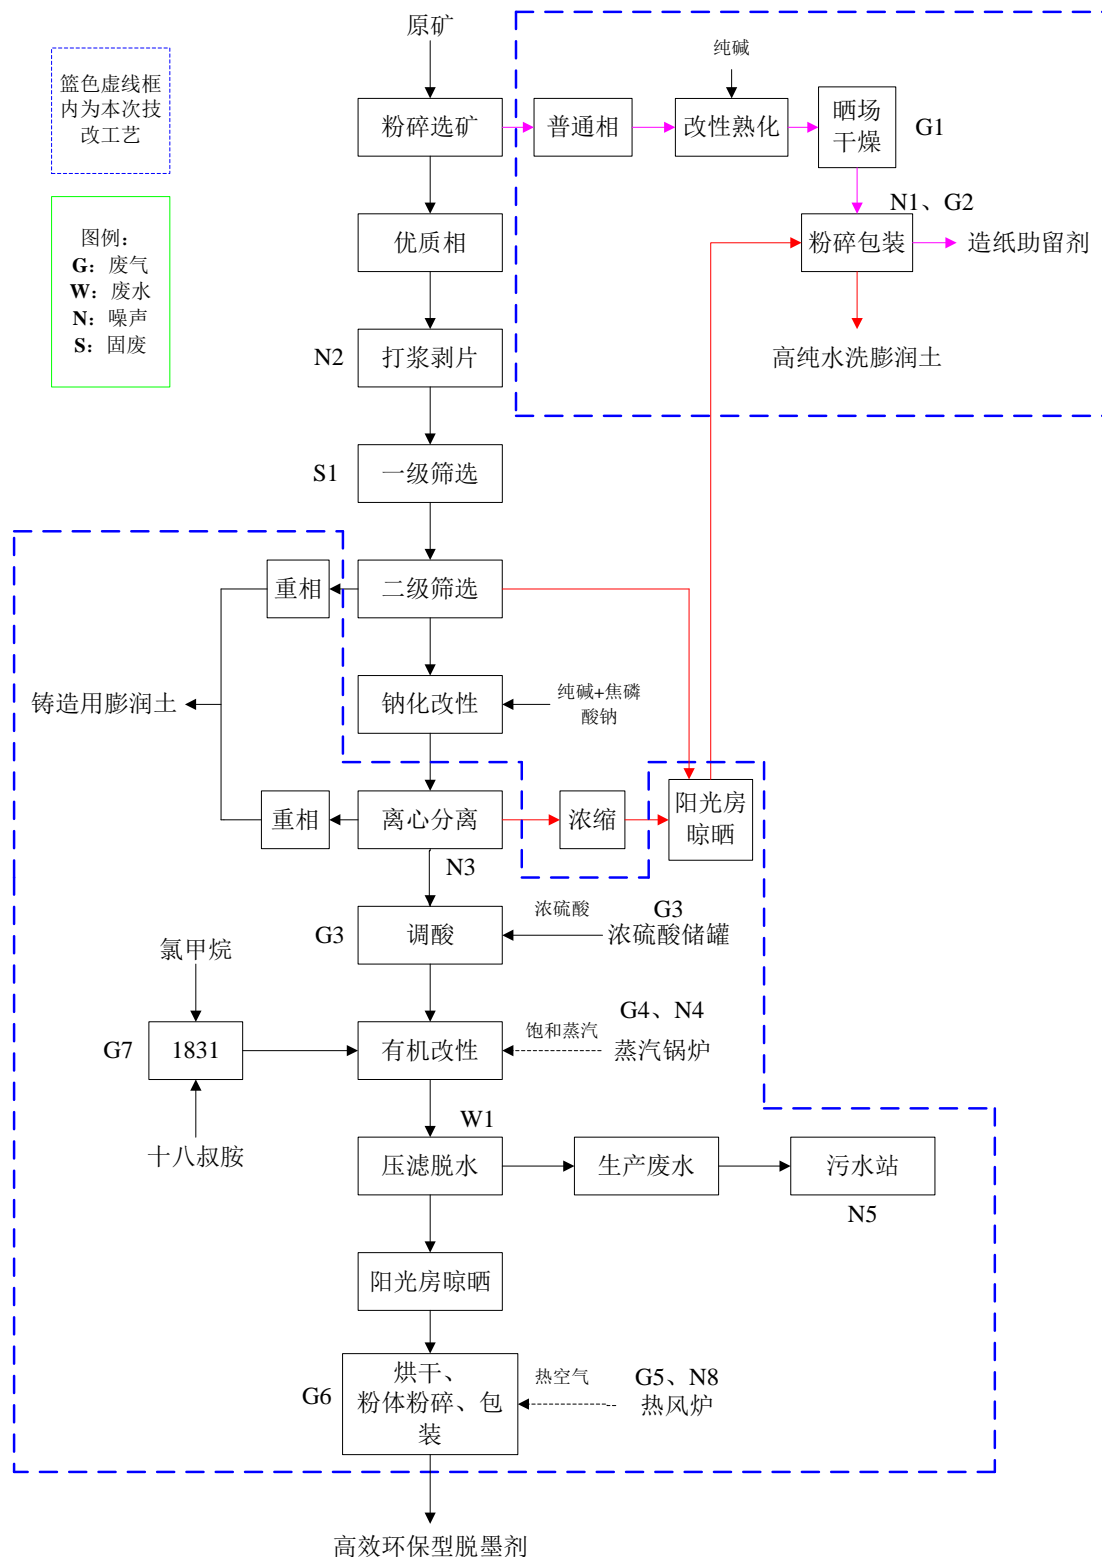 原矿
纯碱
篮色虚线框
内为本次技
改工艺
粉碎选矿
普通相
改性熟化
晒场
干燥
G1
N1、G2
图例：
G：废气
W：废水
N：噪声
S：固废
优质相
粉碎包装
造纸助留剂
N2
打浆剥片
高纯水洗膨润土
S1
一级筛选
重相
二级筛选
铸造用膨润土
钠化改性
纯碱+焦磷
酸钠
重相
离心分离
浓缩
阳光房
晾晒
N3
G3
调酸
浓硫酸
G3
浓硫酸储罐
氯甲烷
G7
1831
有机改性
饱和蒸汽
G4、N4
蒸汽锅炉
十八叔胺
W1
压滤脱水
生产废水
污水站
N5
阳光房晾晒
G6
烘干、
粉体粉碎、包
装
热空气
G5、N8
热风炉
高效环保型脱墨剂